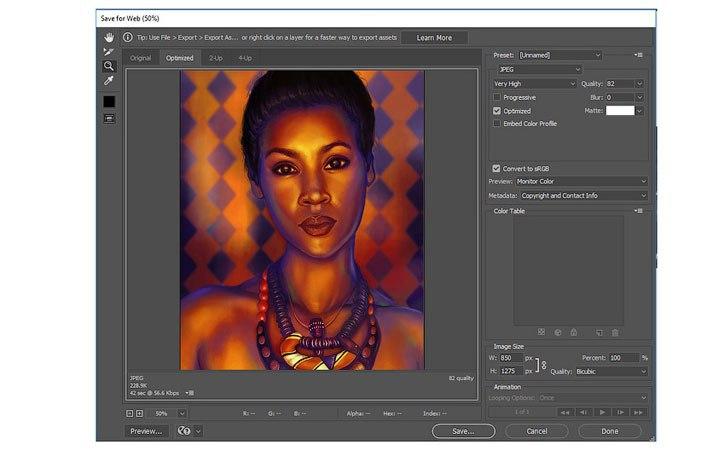 Save for Web (50%)
Tip: Use File > Export > Export As... or right click on a layer for a faster way to export assets
Learn More
Original Optimized 2-Up 4-Up
Preset: [Unnamed]
JPEG
Very High Quality: 82
Progressive Blur: 0
Optimized Matte:
Embed Color Profile
Convert to sRGB
Preview: Monitor Color
Metadata: Copyright and Contact Info
Color Table
Image Size
W: 850 px Percent: 100 %
H: 1275 px Quality: Bicubic
Animation
Looping Options: Once
1 of 1
JPEG 82 quality
228.9K
42 sec @ 56.6 Kbps
50% R: -- G: -- B: -- Alpha: -- Hex: -- Index: --
Preview... Save... Cancel Done